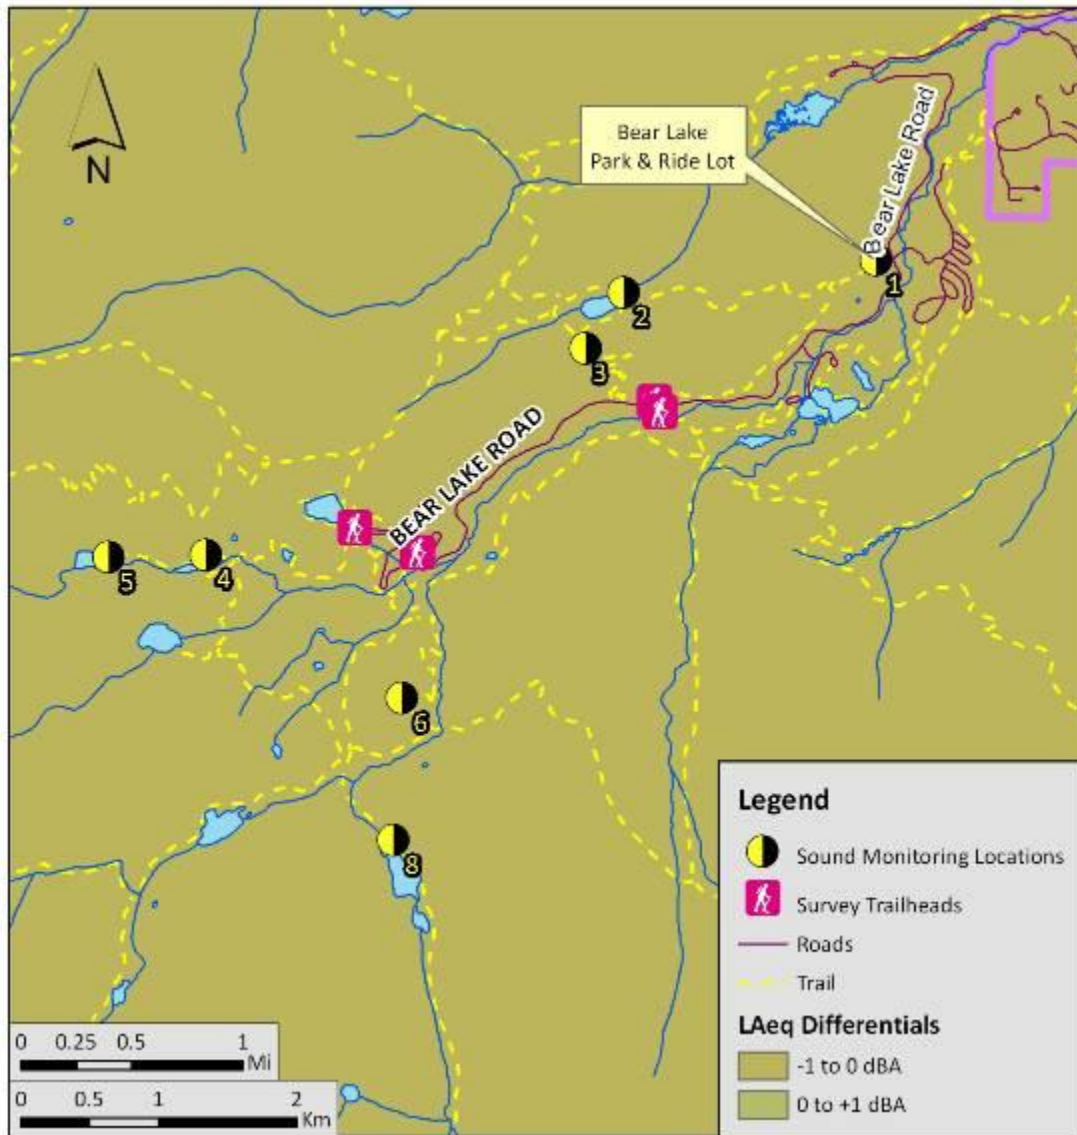 N
Bear Lake
Park & Ride Lot
Bear Lake Road
1
2
3
BEAR LAKE ROAD
5
4
6
8
Legend
Sound Monitoring Locations
Survey Trailheads
Roads
Trail
LAeq Differentials
-1 to 0 dBA
0 to +1 dBA
0 0.25 0.5 1
Mi
0 0.5 1 2
Km